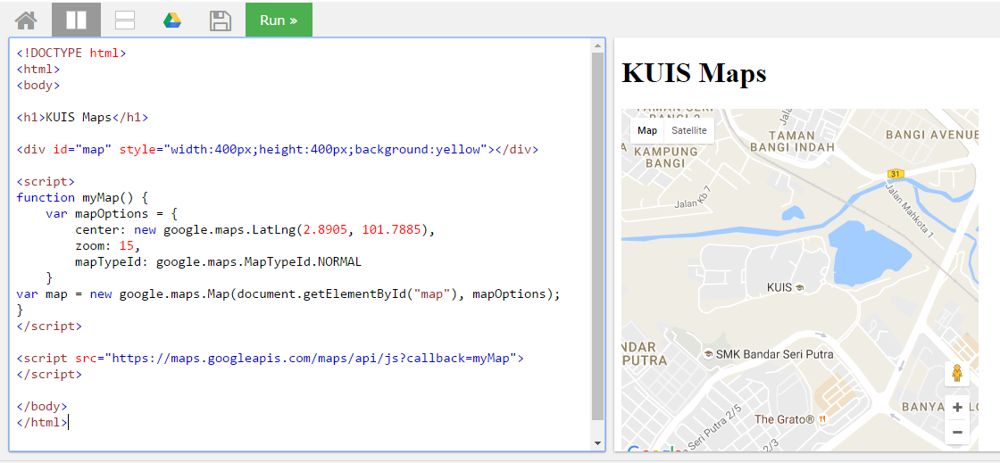 Run »
<!DOCTYPE html>
<html>
<body>
<h1>KUIS Maps</h1>
<div id="map" style="width:400px;height:400px;background:yellow"></div>
<script>
function myMap() {
    var mapOptions = {
        center: new google.maps.LatLng(2.8905, 101.7885),
        zoom: 15,
        mapTypeId: google.maps.MapTypeId.NORMAL
    }
var map = new google.maps.Map(document.getElementById("map"), mapOptions);
}
</script>
<script src="https://maps.googleapis.com/maps/api/js?callback=myMap">
</script>
</body>
</html>
KUIS Maps
TAMAN SERI
BANGI 2
Map Satellite
KAMPUNG
BANGI
TAMAN
BANGI INDAH
BANGI AVENUE
31
Jalan Kb 7
Jalan Mahkota 1
KUIS
NDAR
PUTRA
SMK Bandar Seri Putra
The Grato®
BANYA
Seri Putra 2/5
2/3
+
−
Google